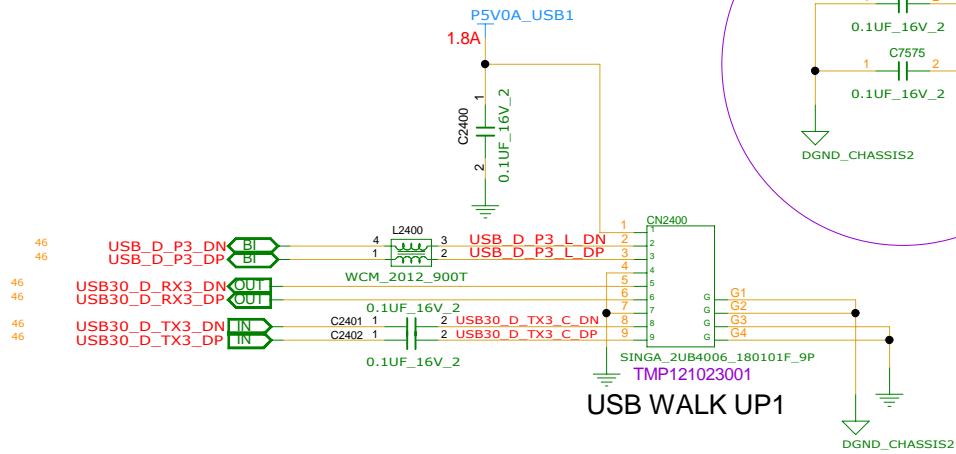 P5V0A_USB1
1.8A
1
C2400
0.1UF_16V_2
2
0.1UF_16V_2
C7575
1 2
0.1UF_16V_2
DGND_CHASSIS2
46 USB_D_P3_DN BI 4 L2400 3 USB_D_P3_L_DN 2
46 USB_D_P3_DP BI 1 2 USB_D_P3_L_DP 3
WCM_2012_900T
46 USB30_D_RX3_DN OUT 5
46 USB30_D_RX3_DP OUT 6
0.1UF_16V_2
46 USB30_D_TX3_DN IN C2401 1 2 USB30_D_TX3_C_DN 8
46 USB30_D_TX3_DP IN C2402 1 2 USB30_D_TX3_C_DP 9
0.1UF_16V_2
CN2400
1 1
2
3
4 4
5
6 G G1
7 7 G G2
8 G G3
9 G G4
SINGA_2UB4006_180101F_9P
TMP121023001
USB WALK UP1
DGND_CHASSIS2